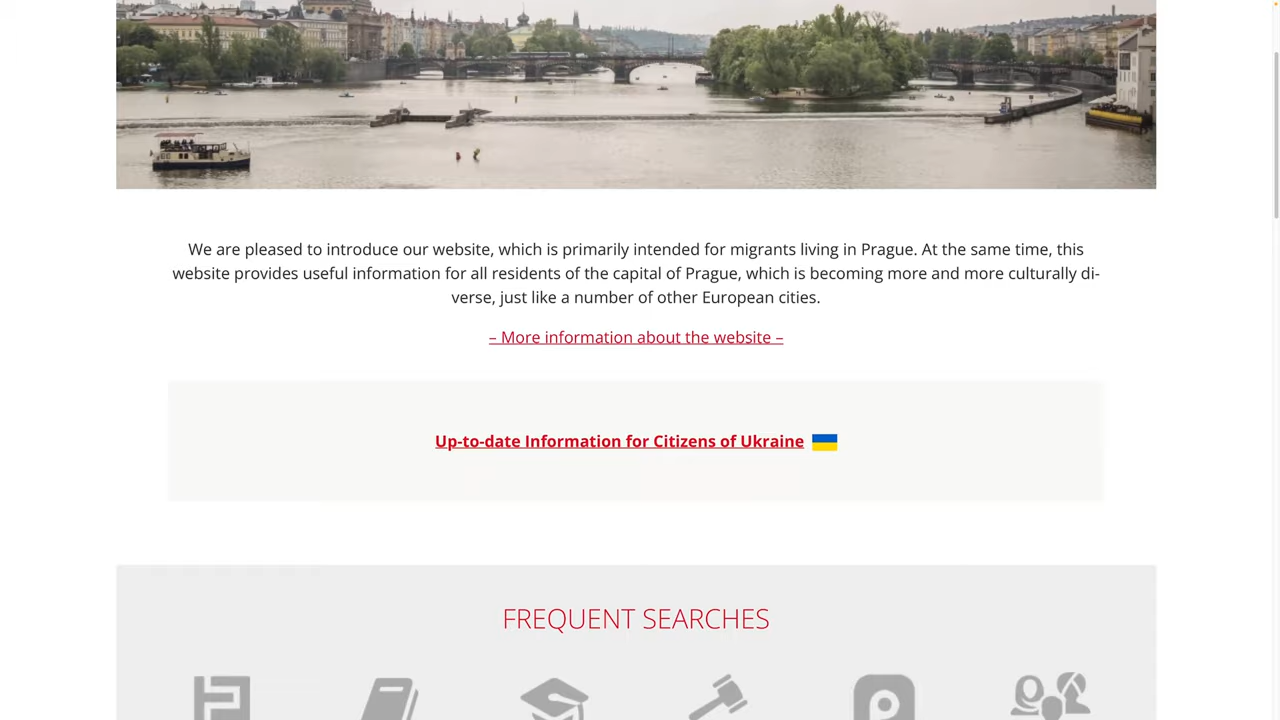 We are pleased to introduce our website, which is primarily intended for migrants living in Prague. At the same time, this
website provides useful information for all residents of the capital of Prague, which is becoming more and more culturally di-
verse, just like a number of other European cities.
– More information about the website –
Up-to-date Information for Citizens of Ukraine
FREQUENT SEARCHES